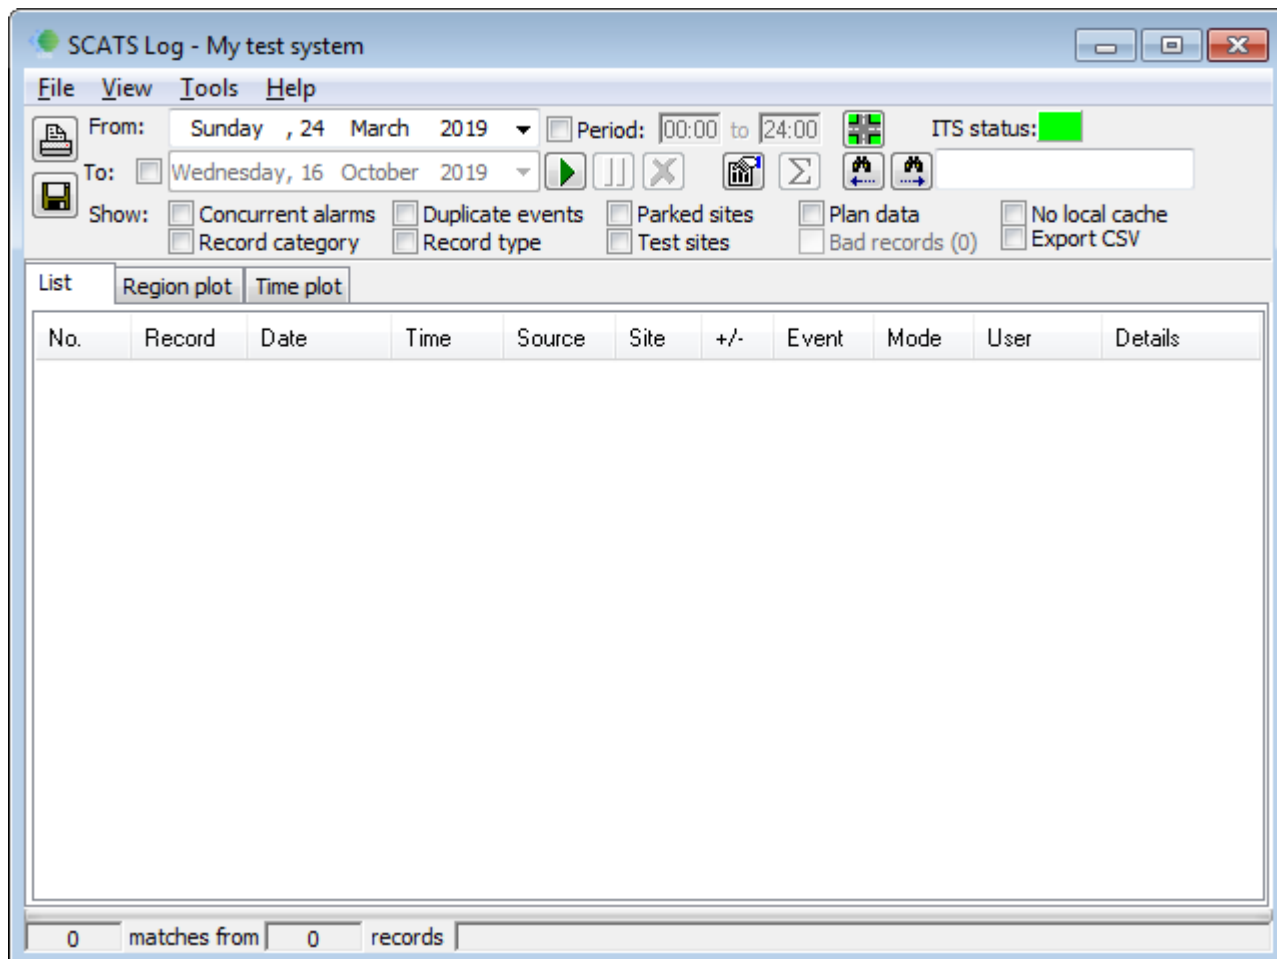 SCATS Log - My test system
File View Tools Help
From: Sunday , 24 March 2019 Period: 00:00 to 24:00 ITS status:
To: Wednesday, 16 October 2019
Show: Concurrent alarms Duplicate events Parked sites Plan data No local cache
Record category Record type Test sites Bad records (0) Export CSV
List Region plot Time plot
No. Record Date Time Source Site +/- Event Mode User Details
0 matches from 0 records